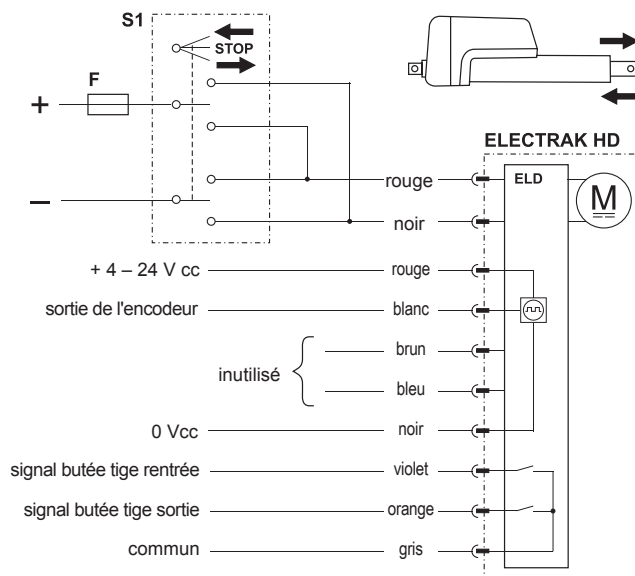 S1
STOP
F
+
–
ELECTRAK HD
ELD
M
rouge
noir
+ 4 – 24 V cc rouge
sortie de l'encodeur blanc
inutilisé
brun
bleu
0 Vcc noir
signal butée tige rentrée violet
signal butée tige sortie orange
commun gris